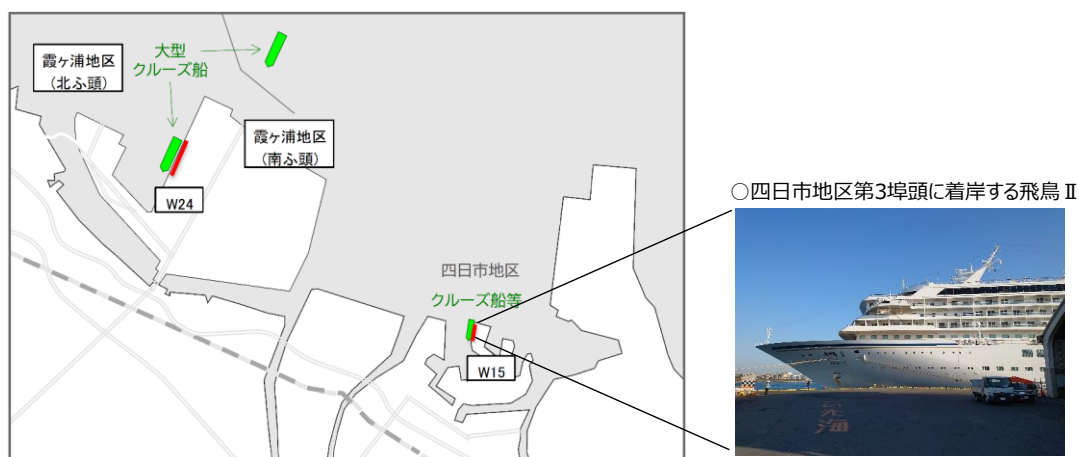 大型
クルーズ船
霞ヶ浦地区
(北ふ頭)
霞ヶ浦地区
(南ふ頭)
W24
四日市地区
クルーズ船等
W15
○四日市地区第3埠頭に着岸する飛鳥Ⅱ